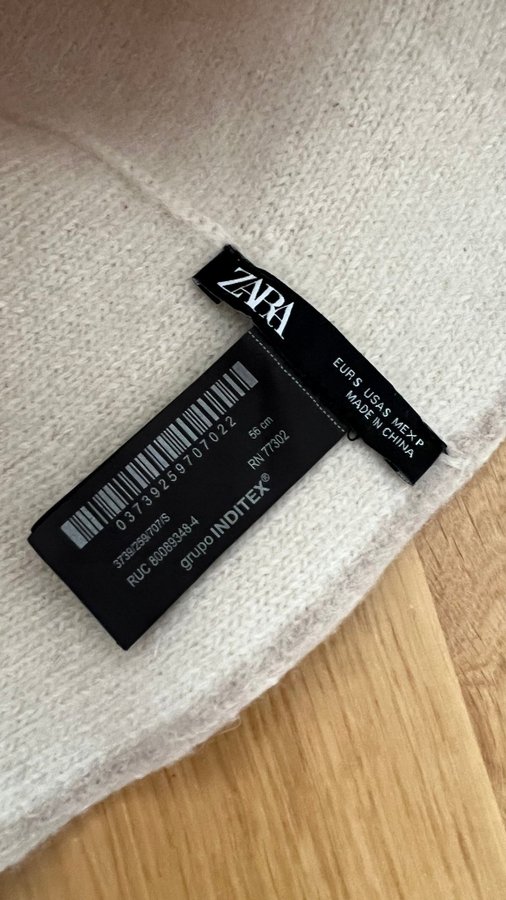 ZARA
EUR S USA S MEX P
MADE IN CHINA
03739259707022
56 cm
3739/259/707/S
RN 77302
RUC B0089348-4
grupo INDITEX®